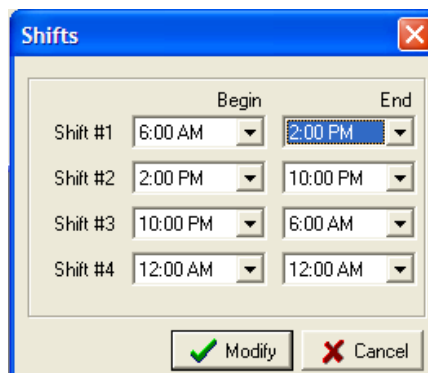 Shifts
Begin End
Shift #1 6:00 AM 2:00 PM
Shift #2 2:00 PM 10:00 PM
Shift #3 10:00 PM 6:00 AM
Shift #4 12:00 AM 12:00 AM
Modify Cancel